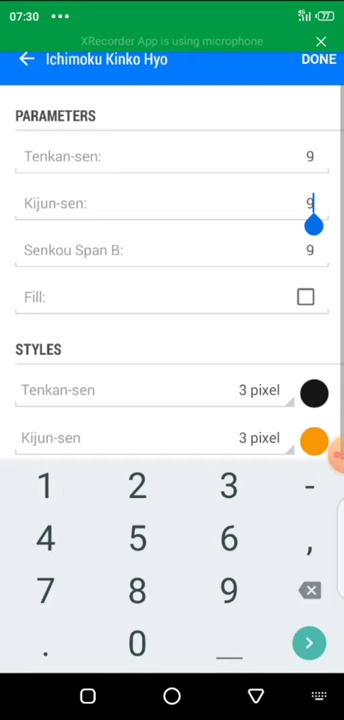 07:30
77
XRecorder App is using microphone
Ichimoku Kinko Hyo
DONE
PARAMETERS
Tenkan-sen:
9
Kijun-sen:
9
Senkou Span B:
9
Fill:
STYLES
Tenkan-sen
3 pixel
Kijun-sen
3 pixel
1 2 3 -
4 5 6 ,
7 8 9
. 0 _